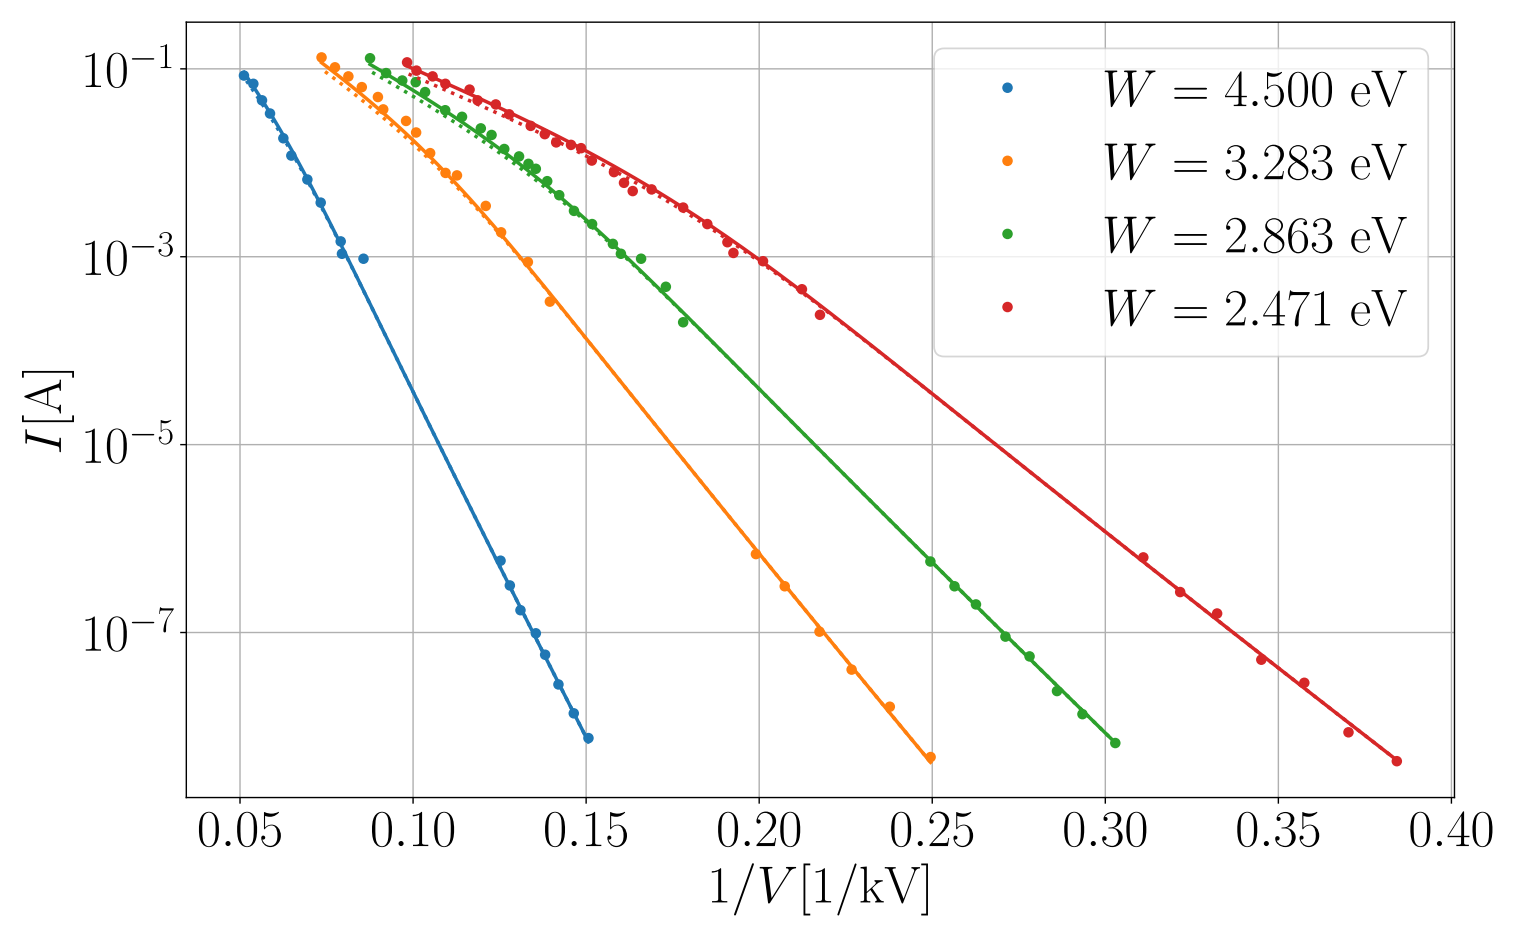 I[A]
10⁻¹
10⁻³
10⁻⁵
10⁻⁷
W = 4.500 eV
W = 3.283 eV
W = 2.863 eV
W = 2.471 eV
0.05 0.10 0.15 0.20 0.25 0.30 0.35 0.40
1/V[1/kV]